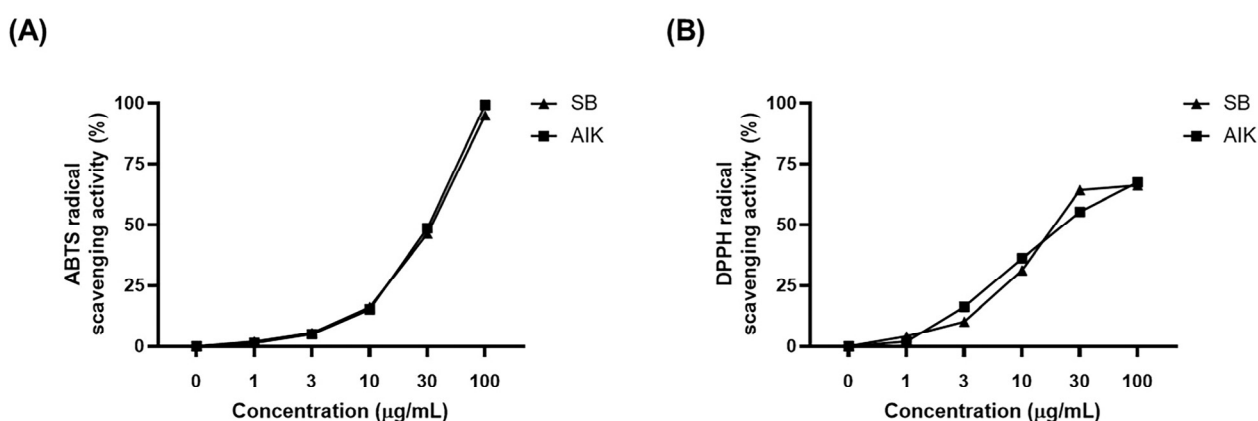 (A)
ABTS radical
scavenging activity (%)
100
75
50
25
0
0 1 3 10 30 100
Concentration (µg/mL)
SB
AIK
(B)
DPPH radical
scavenging activity (%)
100
75
50
25
0
0 1 3 10 30 100
Concentration (µg/mL)
SB
AIK